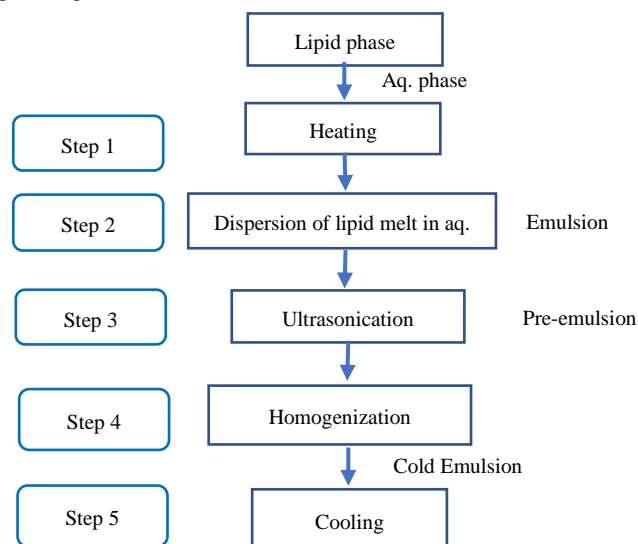 Lipid phase
Aq. phase
Step 1
Heating
Step 2
Dispersion of lipid melt in aq.
Emulsion
Step 3
Ultrasonication
Pre-emulsion
Step 4
Homogenization
Cold Emulsion
Step 5
Cooling